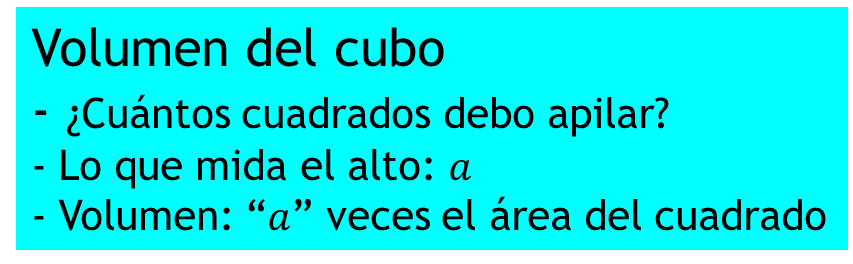 Volumen del cubo
- ¿Cuántos cuadrados debo apilar?
- Lo que mida el alto: a
- Volumen: “a” veces el área del cuadrado